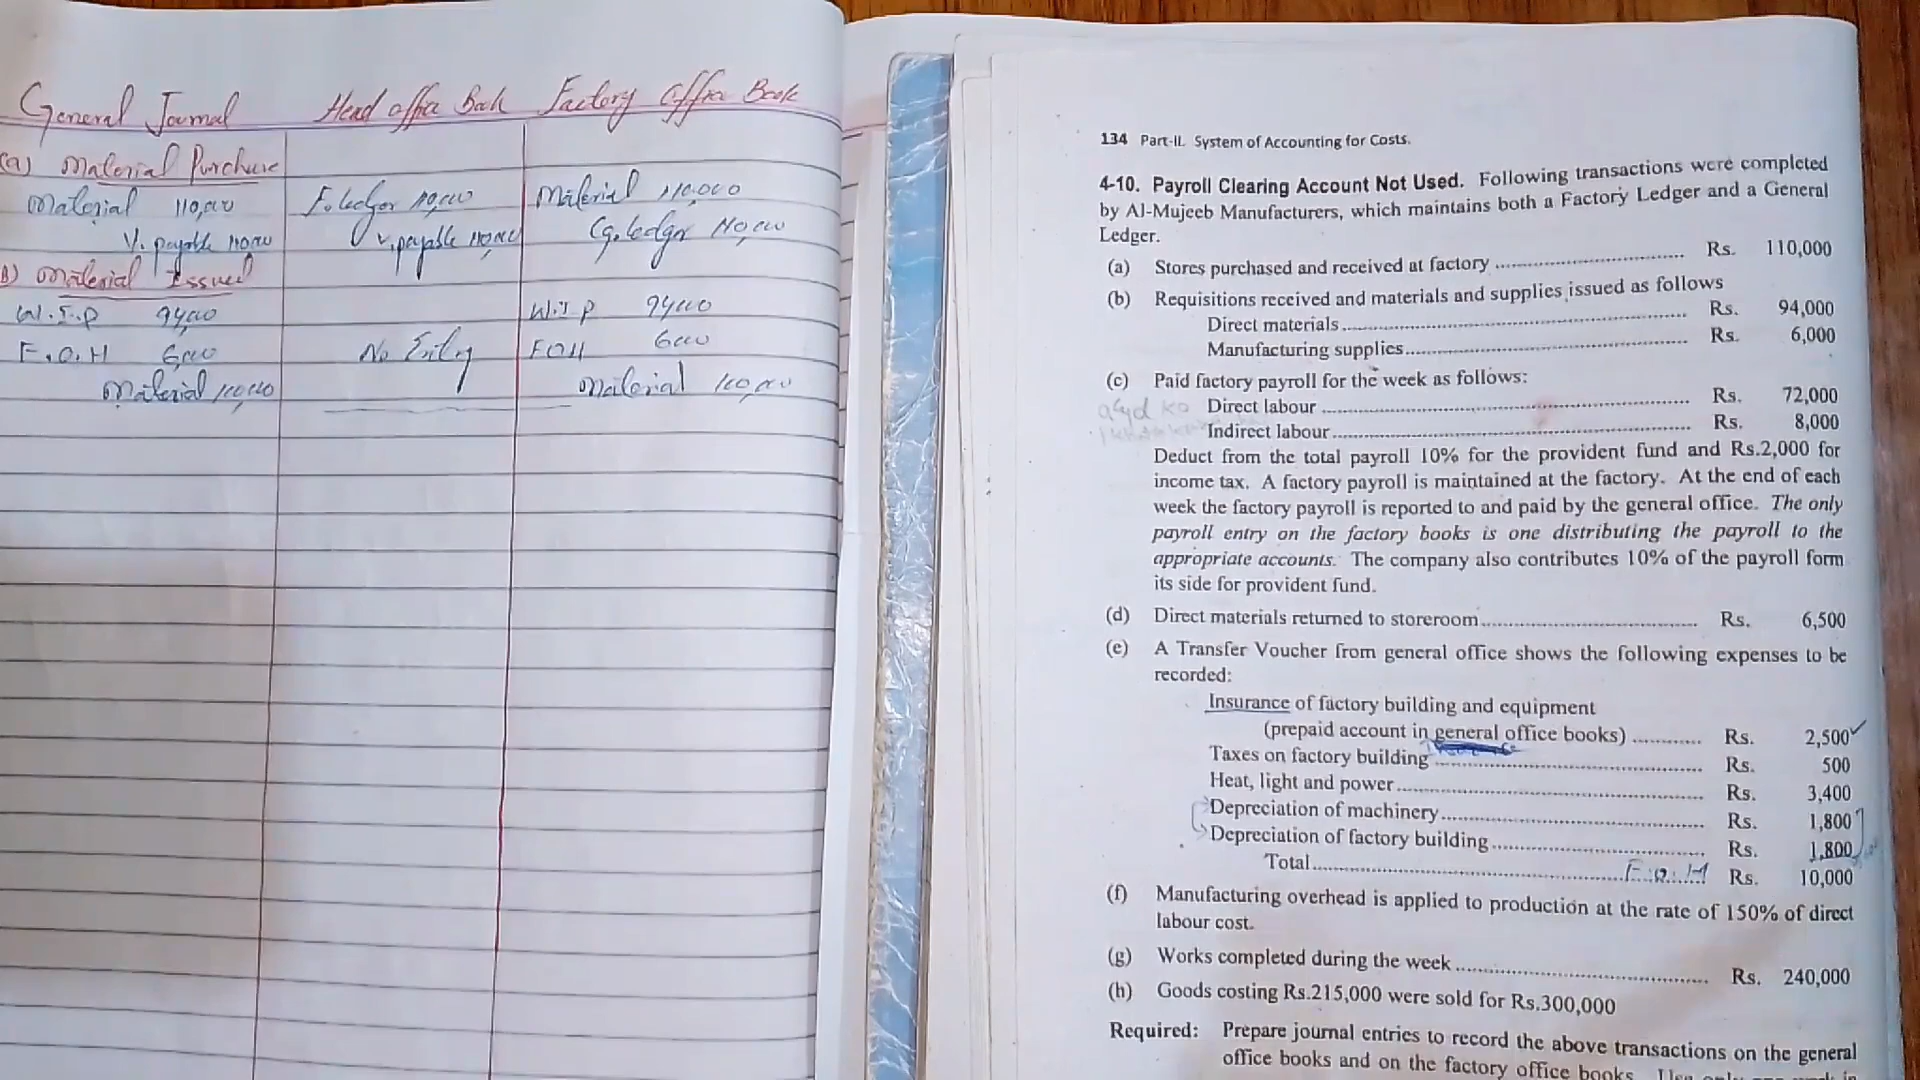 General Journal Head office Book Factory office Book
(a) Material Purchase
Material 110,000 F. ledger 110,000 Material 110,000
V. payable 110,000 v. payable 110,000 G. ledger 110,000
B) Material Issued
W.I.P 94,000 W.I.P 94000
F.O.H 6000 No Entry FOH 6000
Material 100,000 Material 100,000
134 Part-II. System of Accounting for Costs.
4-10. Payroll Clearing Account Not Used. Following transactions were completed
by Al-Mujeeb Manufacturers, which maintains both a Factory Ledger and a General
Ledger.
(a) Stores purchased and received at factory Rs. 110,000
(b) Requisitions received and materials and supplies issued as follows
Direct materials Rs. 94,000
Manufacturing supplies Rs. 6,000
(c) Paid factory payroll for the week as follows:
Direct labour Rs. 72,000
Indirect labour Rs. 8,000
Deduct from the total payroll 10% for the provident fund and Rs.2,000 for
income tax. A factory payroll is maintained at the factory. At the end of each
week the factory payroll is reported to and paid by the general office. The only
payroll entry on the factory books is one distributing the payroll to the
appropriate accounts. The company also contributes 10% of the payroll form
its side for provident fund.
(d) Direct materials returned to storeroom Rs. 6,500
(e) A Transfer Voucher from general office shows the following expenses to be
recorded:
Insurance of factory building and equipment
(prepaid account in general office books) Rs. 2,500
Taxes on factory building Rs. 500
Heat, light and power Rs. 3,400
Depreciation of machinery Rs. 1,800
Depreciation of factory building Rs. 1,800
Total F.O.H Rs. 10,000
(f) Manufacturing overhead is applied to production at the rate of 150% of direct
labour cost.
(g) Works completed during the week Rs. 240,000
(h) Goods costing Rs.215,000 were sold for Rs.300,000
Required: Prepare journal entries to record the above transactions on the general
office books and on the factory office books.